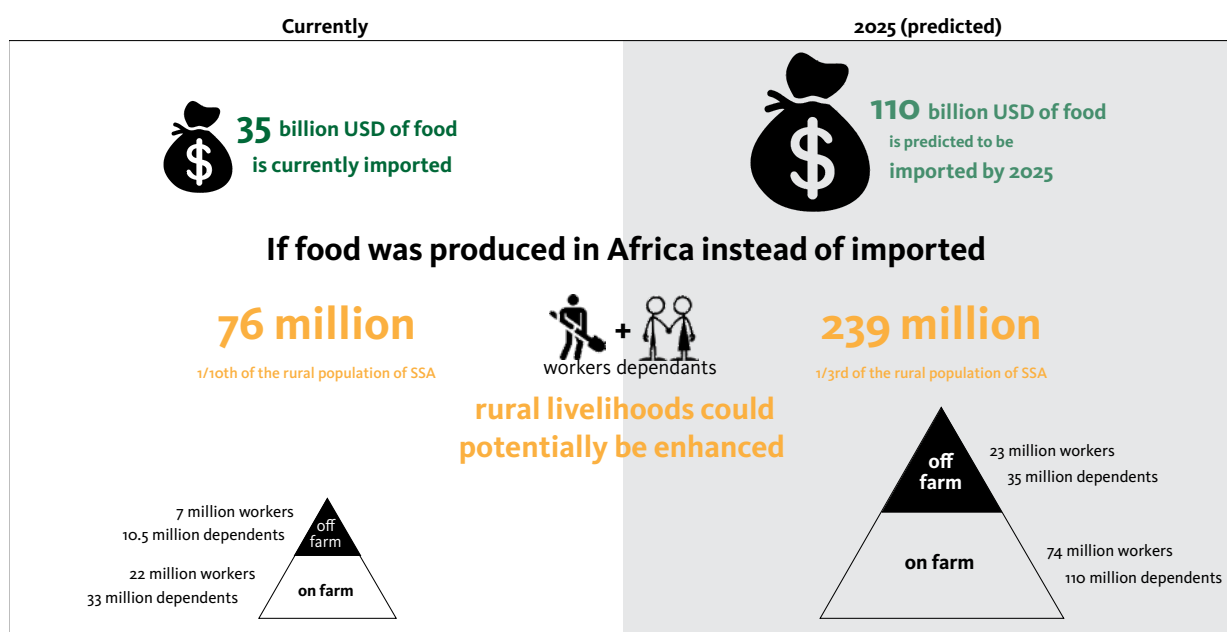 Currently
2025 (predicted)
$
35 billion USD of food
is currently imported
$
110 billion USD of food
is predicted to be
imported by 2025
If food was produced in Africa instead of imported
76 million
1/10th of the rural population of SSA
+
workers dependants
239 million
1/3rd of the rural population of SSA
rural livelihoods could
potentially be enhanced
7 million workers
10.5 million dependents
off
farm
22 million workers
33 million dependents
on farm
off
farm
23 million workers
35 million dependents
on farm
74 million workers
110 million dependents